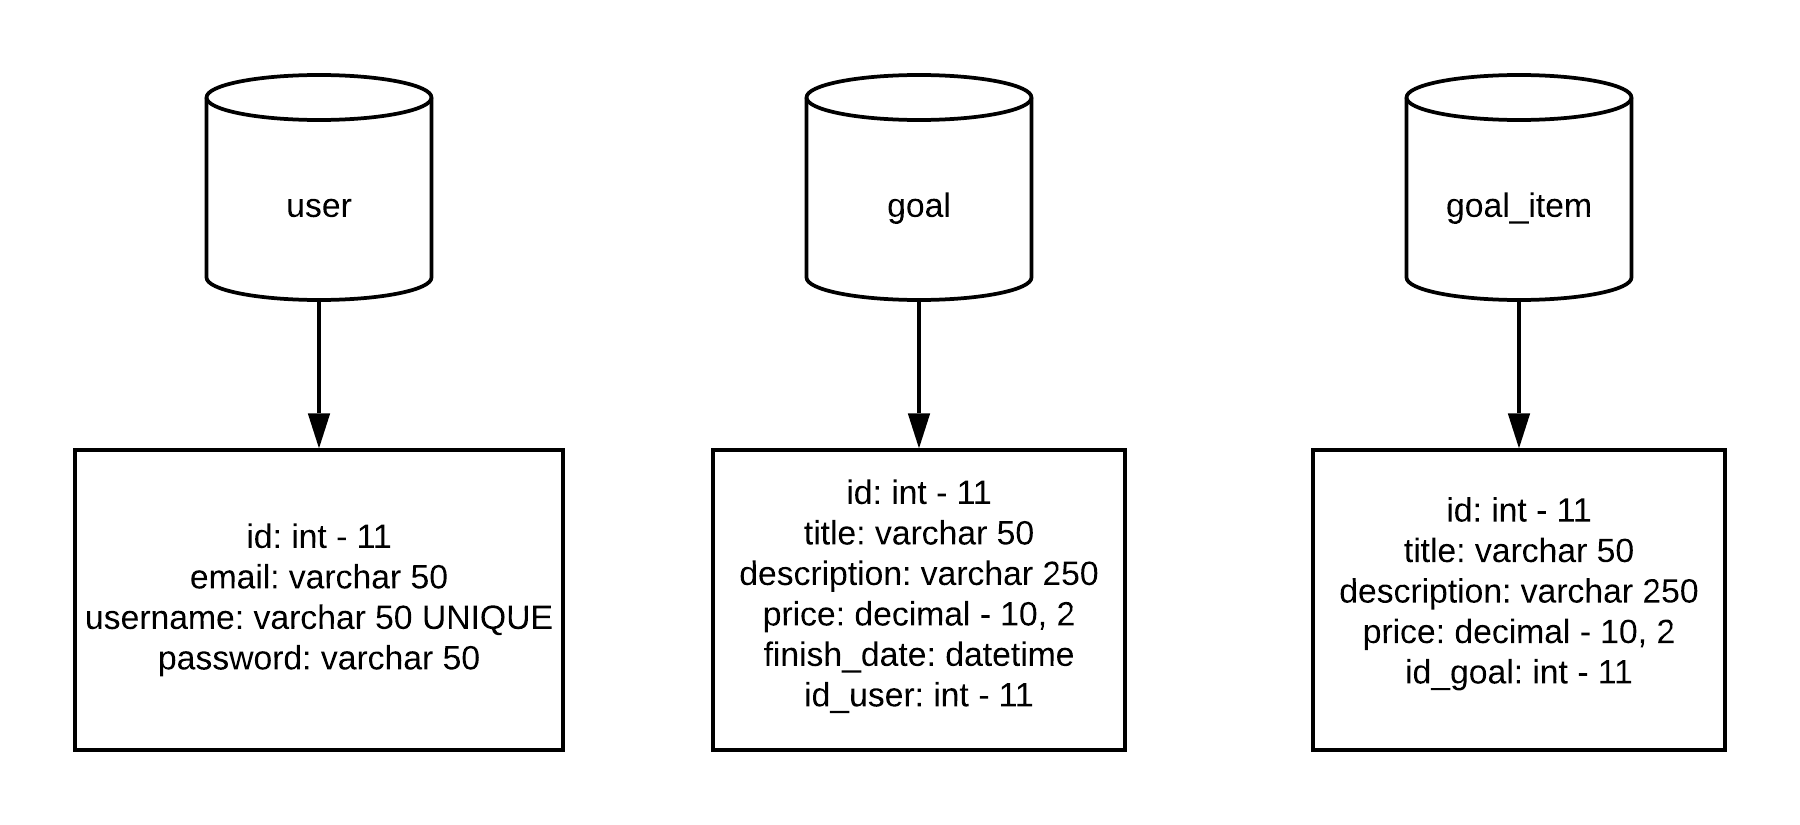 user
id: int - 11
email: varchar 50
username: varchar 50 UNIQUE
password: varchar 50
goal
id: int - 11
title: varchar 50
description: varchar 250
price: decimal - 10, 2
finish_date: datetime
id_user: int - 11
goal_item
id: int - 11
title: varchar 50
description: varchar 250
price: decimal - 10, 2
id_goal: int - 11